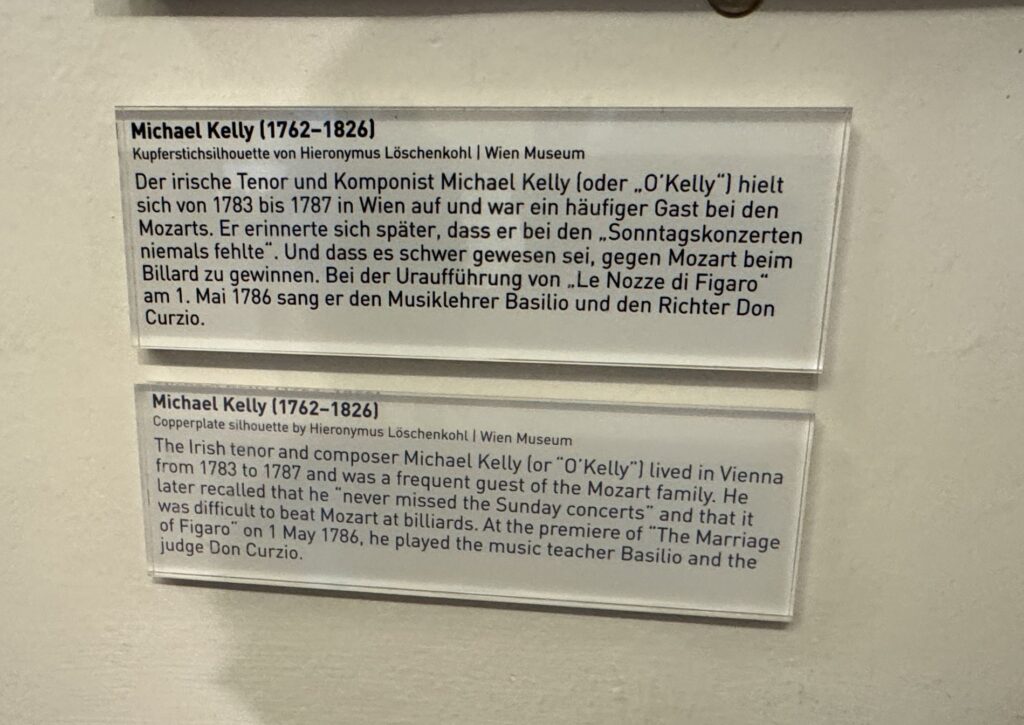 Michael Kelly (1762–1826)
Kupferstichsilhouette von Hieronymus Löschenkohl | Wien Museum
Der irische Tenor und Komponist Michael Kelly (oder „O'Kelly“) hielt
sich von 1783 bis 1787 in Wien auf und war ein häufiger Gast bei den
Mozarts. Er erinnerte sich später, dass er bei den „Sonntagskonzerten
niemals fehlte“. Und dass es schwer gewesen sei, gegen Mozart beim
Billard zu gewinnen. Bei der Uraufführung von „Le Nozze di Figaro“
am 1. Mai 1786 sang er den Musiklehrer Basilio und den Richter Don
Curzio.
Michael Kelly (1762–1826)
Copperplate silhouette by Hieronymus Löschenkohl | Wien Museum
The Irish tenor and composer Michael Kelly (or “O'Kelly”) lived in Vienna
from 1783 to 1787 and was a frequent guest of the Mozart family. He
later recalled that he “never missed the Sunday concerts” and that it
was difficult to beat Mozart at billiards. At the premiere of “The Marriage
of Figaro” on 1 May 1786, he played the music teacher Basilio and the
judge Don Curzio.